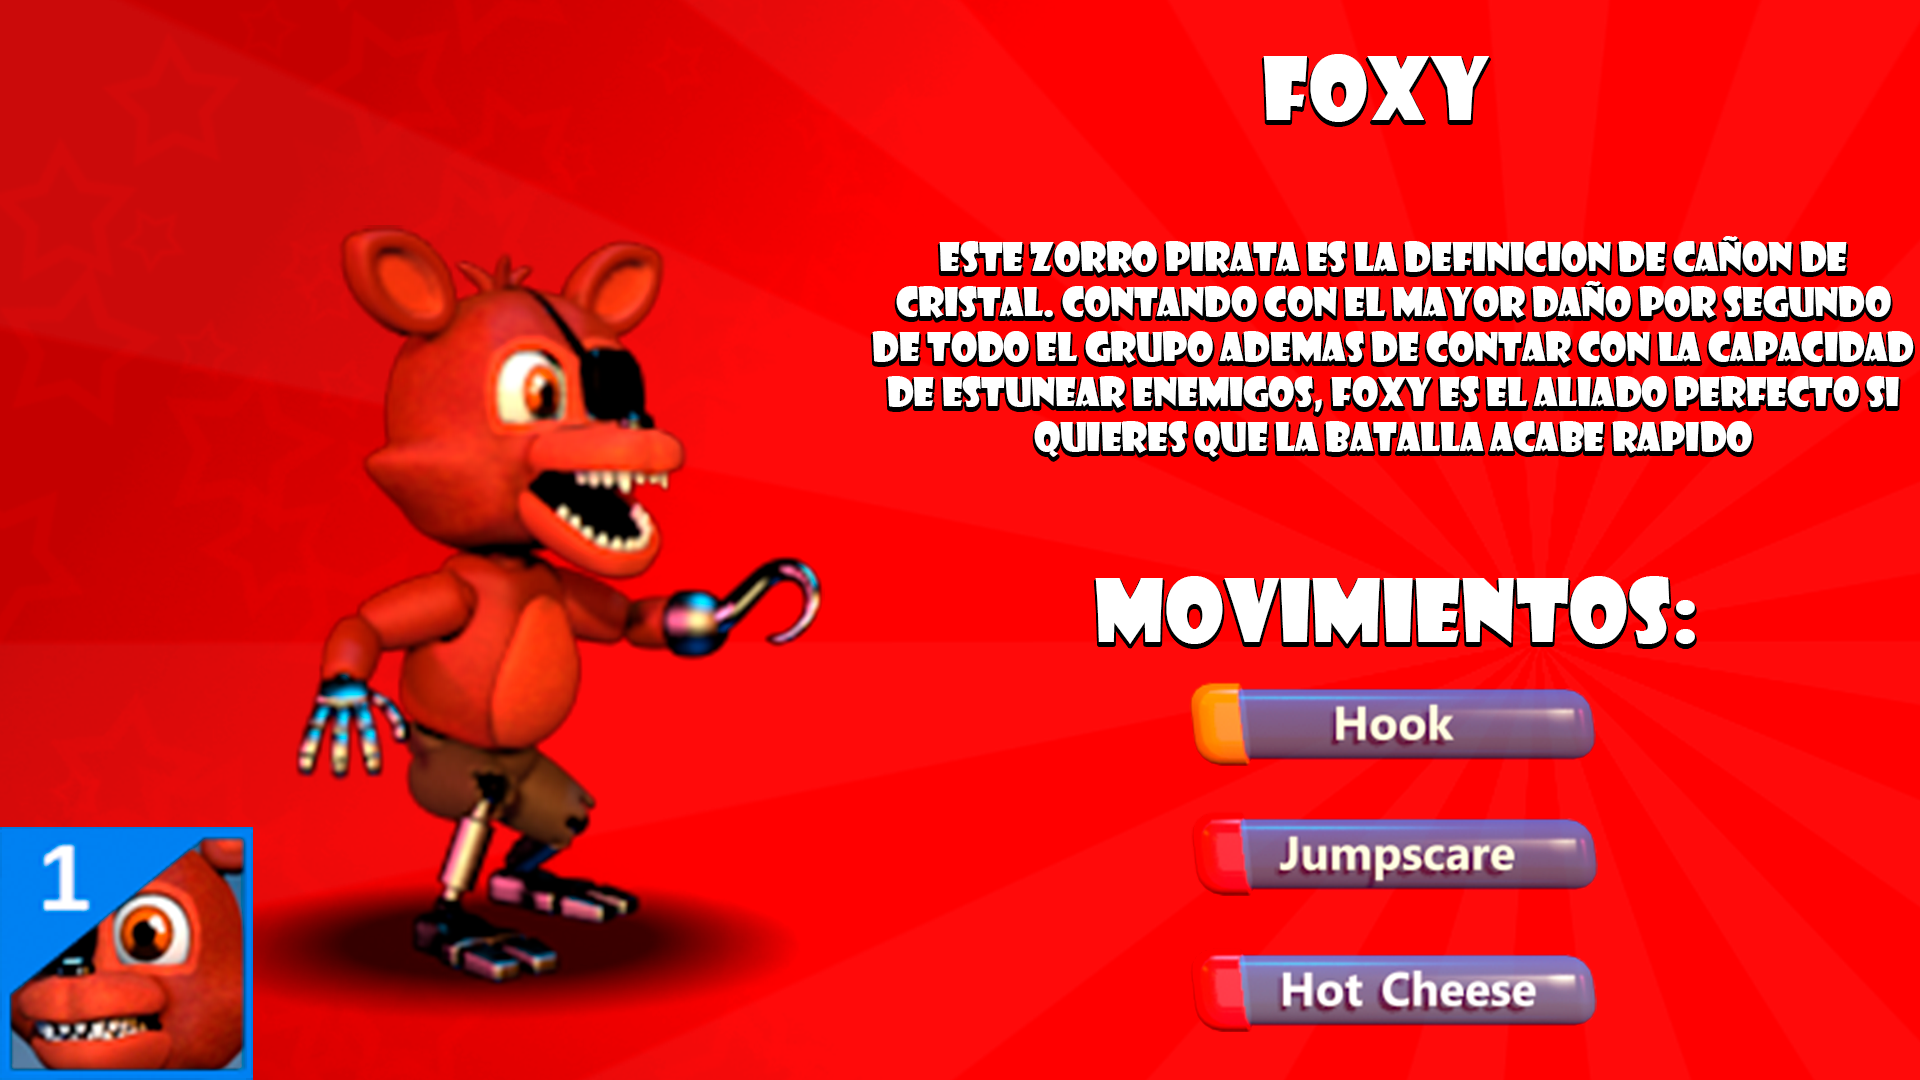 FOXY
ESTE ZORRO PIRATA ES LA DEFINICION DE CAÑON DE
CRISTAL. CONTANDO CON EL MAYOR DAÑO POR SEGUNDO
DE TODO EL GRUPO ADEMAS DE CONTAR CON LA CAPACIDAD
DE ESTUNEAR ENEMIGOS, FOXY ES EL ALIADO PERFECTO SI
QUIERES QUE LA BATALLA ACABE RAPIDO
MOVIMIENTOS:
Hook
Jumpscare
Hot Cheese
1